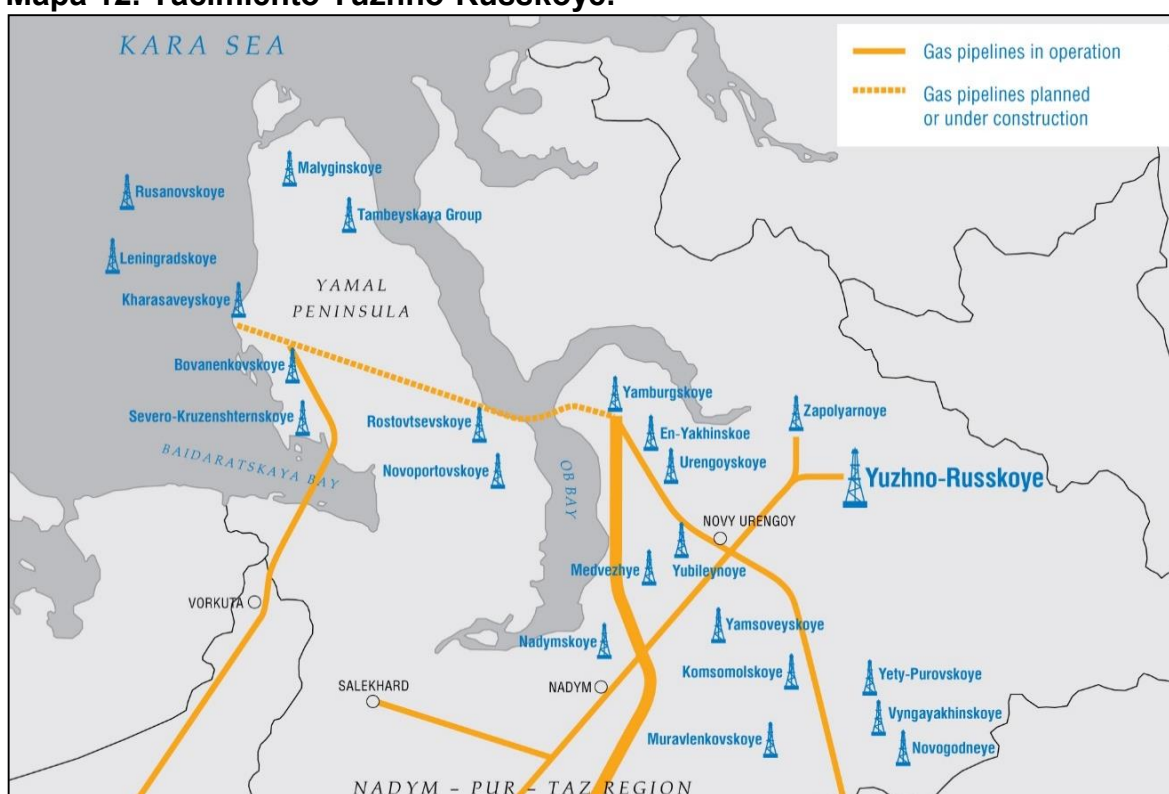 Mapa 12. Yacimiento Yuzhno-Russkoye.
KARA SEA
Gas pipelines in operation
Gas pipelines planned
or under construction
Malyginskoye
Rusanovskoye
Tambeyskaya Group
Leningradskoye
YAMAL
PENINSULA
Kharasaveyskoye
Bovanenkovskoye
Yamburgskoye
Severo-Kruzenshternskoye
Rostovtsevskoye
Zapolyarnoye
En-Yakhinskoe
BAIDARATSKAYA BAY
Novoportovskoye
OB BAY
Urengoyskoye
Yuzhno-Russkoye
NOVY URENGOY
Medvezhye
Yubileynoye
VORKUTA
Nadymskoye
Yamsoveyskoye
Komsomolskoye
Yety-Purovskoye
SALEKHARD
NADYM
Vyngayakhinskoye
Muravlenkovskoye
Novogodneye
NADYM – PUR – TAZ REGION